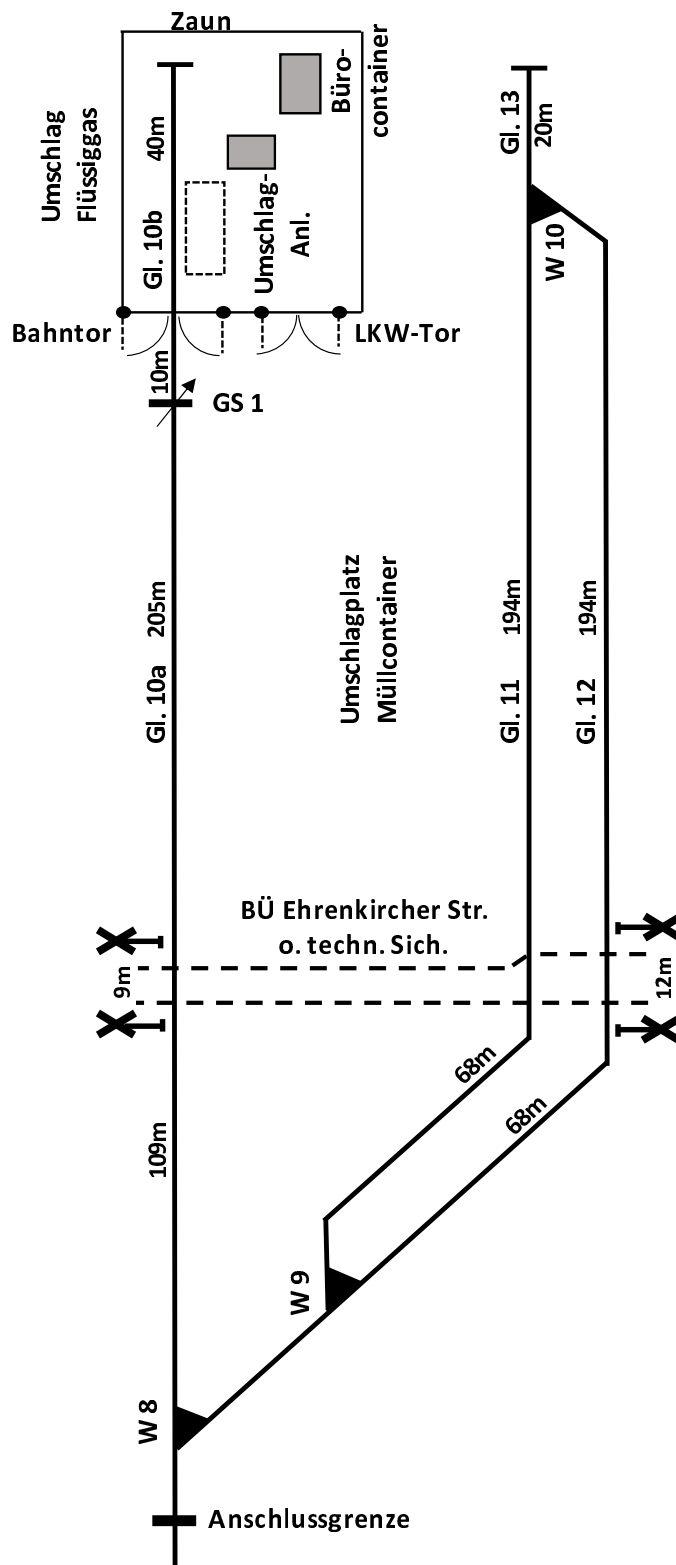 Zaun
Büro-
container
Umschlag
Flüssiggas
40m
Gl. 10b
Umschlag-
Anl.
Gl. 13
20m
W 10
Bahntor
LKW-Tor
10m
GS 1
205m
Gl. 10a
Umschlagplatz
Müllcontainer
194m
Gl. 11
194m
Gl. 12
BÜ Ehrenkircher Str.
o. techn. Sich.
9m
12m
68m
68m
109m
W 9
W 8
Anschlussgrenze